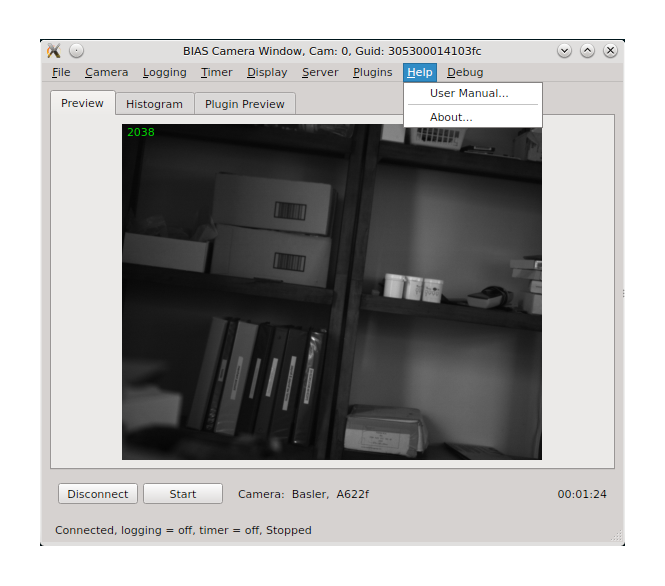 BIAS Camera Window, Cam: 0, Guid: 305300014103fc
File Camera Logging Timer Display Server Plugins Help Debug
User Manual...
About...
Preview Histogram Plugin Preview
2038
Disconnect Start Camera: Basler, A622f 00:01:24
Connected, logging = off, timer = off, Stopped